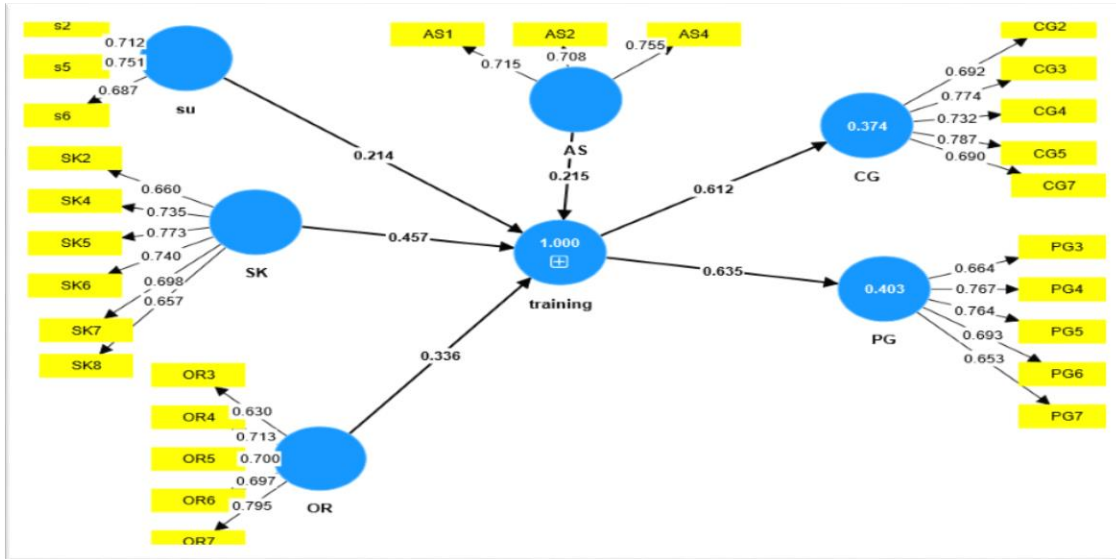 s2
0.712
s5
0.751
0.687
s6
su
AS1
AS2
AS4
0.715
0.708
0.755
AS
0.215
0.214
CG2
CG3
CG4
CG5
CG7
0.692
0.774
0.732
0.787
0.690
0.374
CG
0.612
SK2
SK4
SK5
SK6
SK7
SK8
0.660
0.735
0.773
0.740
0.698
0.657
SK
0.457
1.000
training
0.635
PG3
PG4
PG5
PG6
PG7
0.664
0.767
0.764
0.693
0.653
0.403
PG
0.336
OR3
OR4
OR5
OR6
OR7
0.630
0.713
0.700
0.697
0.795
OR